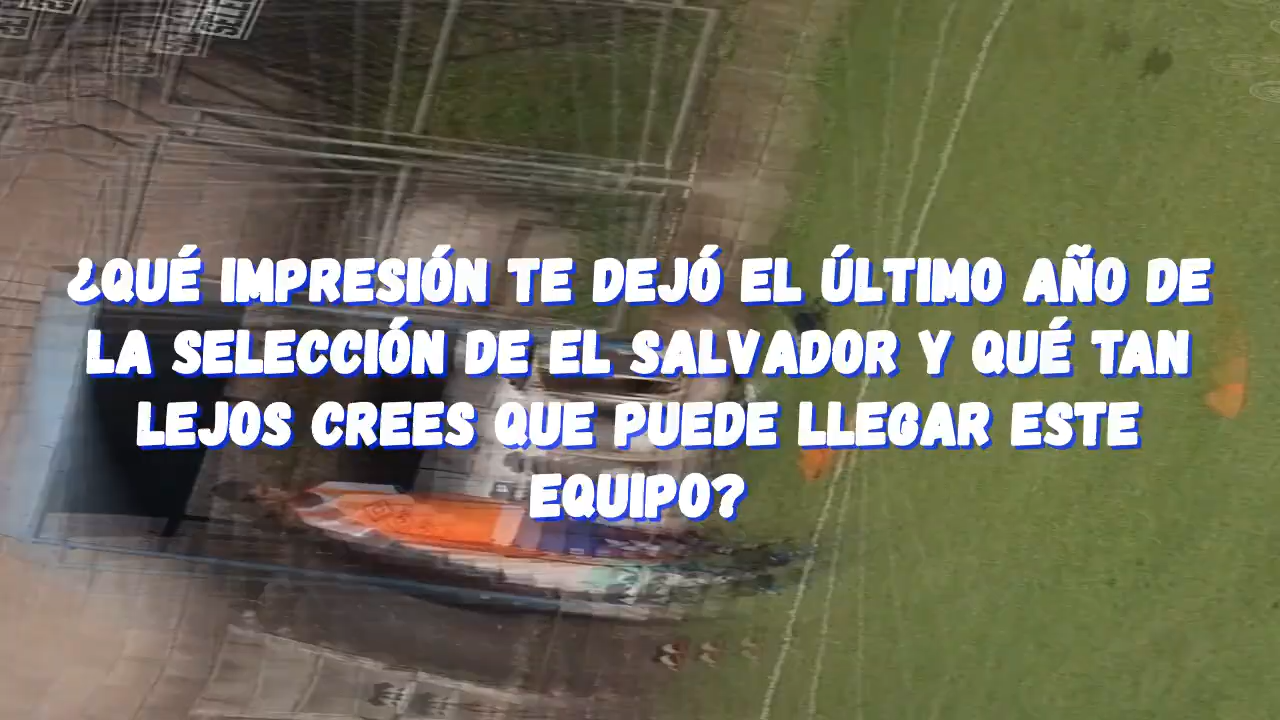 ¿QUÉ IMPRESIÓN TE DEJÓ EL ÚLTIMO AÑO DE
LA SELECCIÓN DE EL SALVADOR Y QUÉ TAN
LEJOS CREES QUE PUEDE LLEGAR ESTE
EQUIPO?